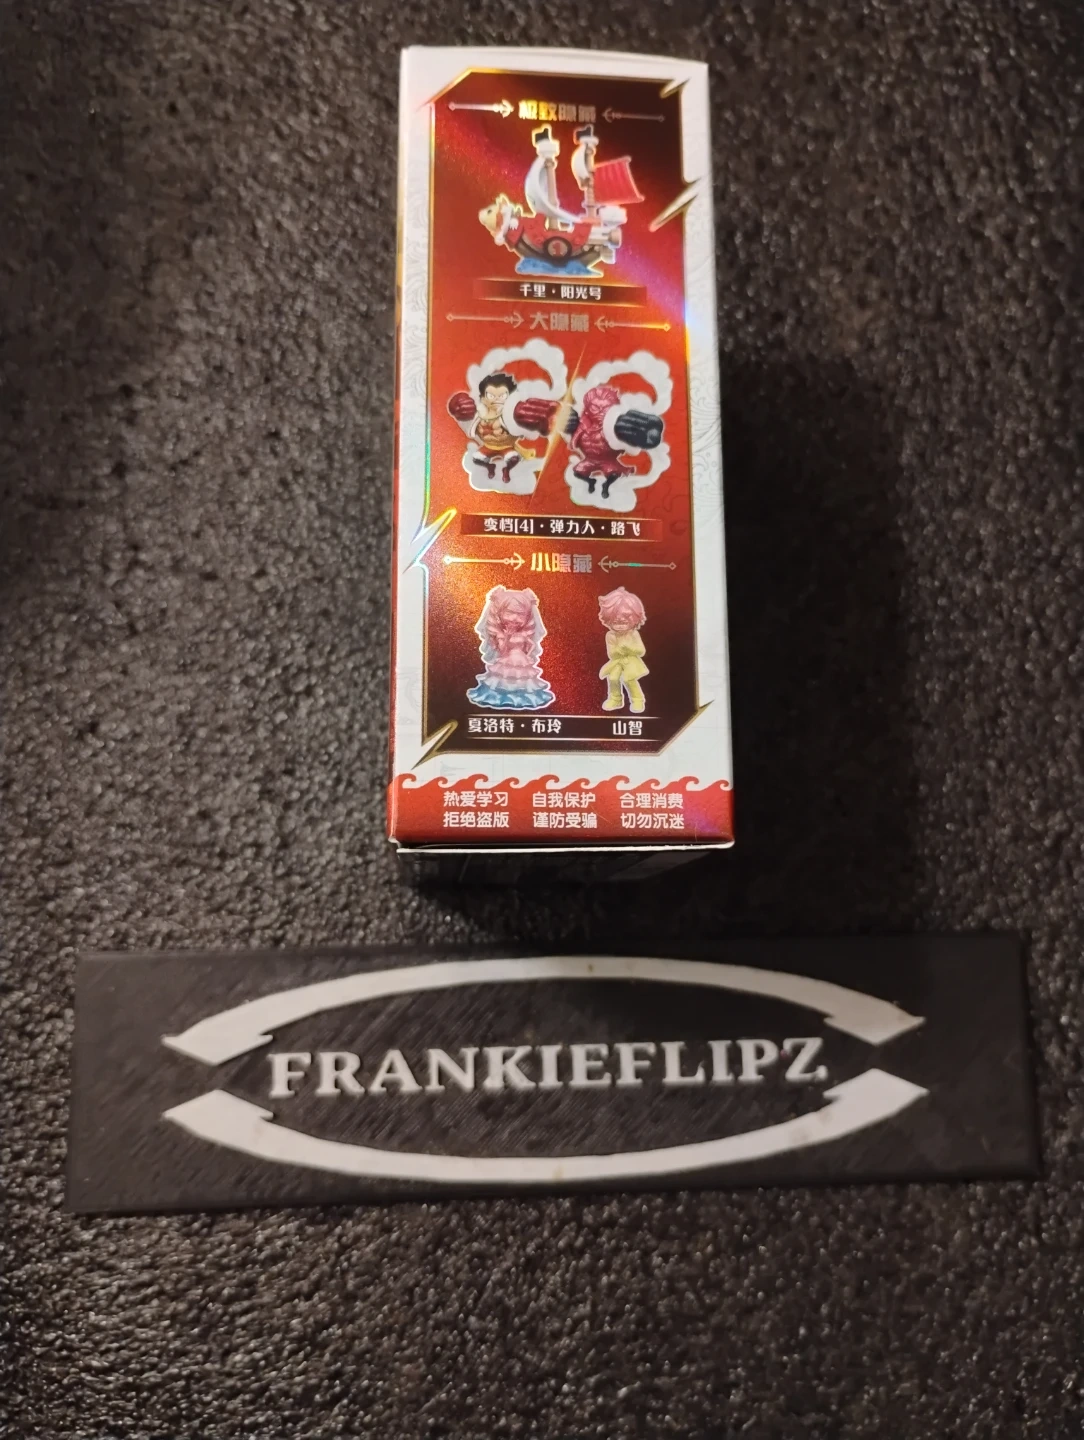 极致隐藏
千里·阳光号
大隐藏
变档[4]·弹力人·路飞
小隐藏
夏洛特·布玲 山智
热爱学习 自我保护 合理消费
拒绝盗版 谨防受骗 切勿沉迷
FRANKIEFLIPZ